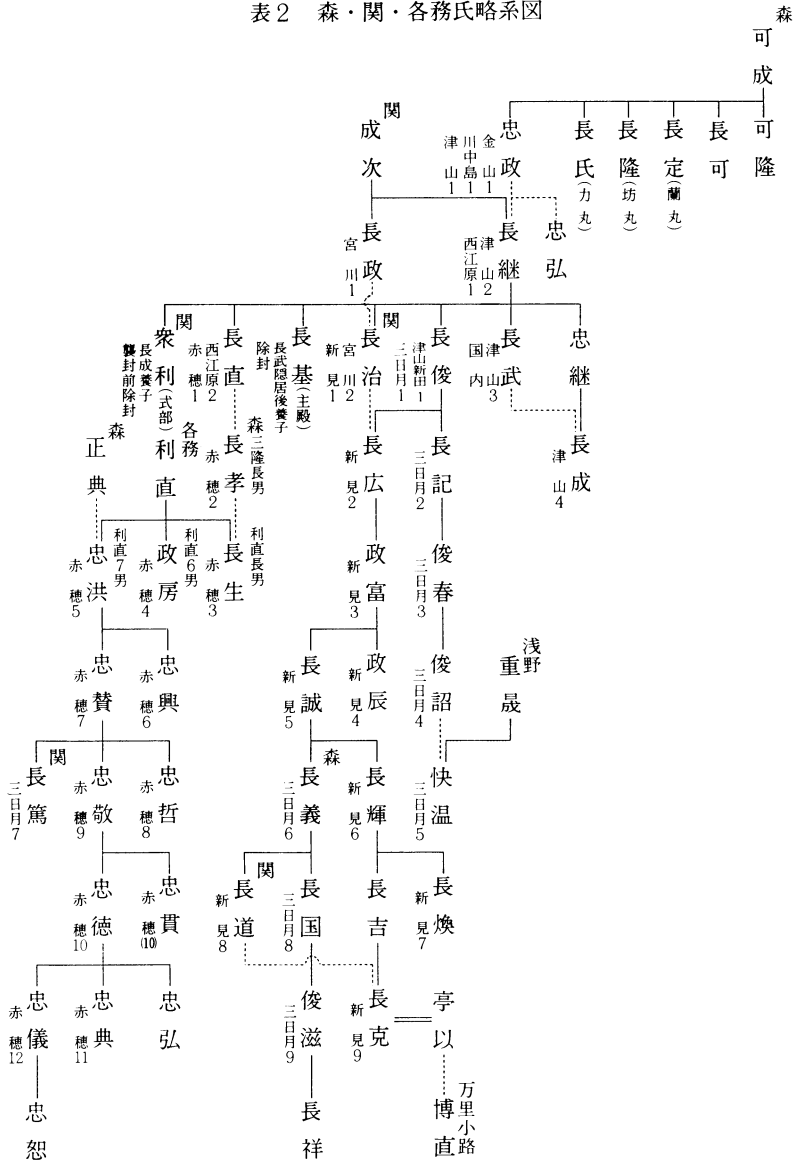 表2　森・関・各務氏略系図
森
可成
可隆
長可
長定(蘭丸)
長隆(坊丸)
長氏(力丸)
忠政
金山1
川中島1
津山1
関
成次
忠弘
長継
津山2
西江原1
長政
宮川1
忠継
長武
津山3
国内
長俊
津山新田1
三日月1
関
長治
宮川2
新見1
長基(主殿)
長武隠居後養子
除封
長直
西江原2
赤穂1
関
衆利(式部)
長成養子
襲封前除封
長成
津山4
長記
三日月2
長広
新見2
森三隆長男
長孝
赤穂2
各務
利直
森
正典
俊春
三日月3
政富
新見3
利直長男
長生
赤穂3
利直6男
政房
赤穂4
利直7男
忠洪
赤穂5
浅野
重晟
俊詔
三日月4
政辰
新見4
長誠
新見5
忠興
赤穂6
忠賛
赤穂7
快温
三日月5
長輝
新見6
森
長義
三日月6
忠哲
赤穂8
忠敬
赤穂9
関
長篤
三日月7
長煥
新見7
長吉
長国
三日月8
関
長道
新見8
忠貫
赤穂(10)
忠徳
赤穂10
亭以
長克
新見9
俊滋
三日月9
忠弘
忠典
赤穂11
忠儀
赤穂12
万里小路
博直
長祥
忠恕